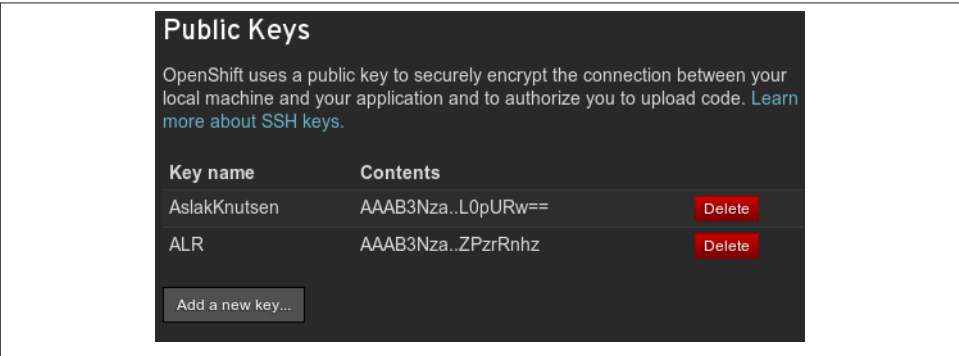 Public Keys
OpenShift uses a public key to securely encrypt the connection between your
local machine and your application and to authorize you to upload code. Learn
more about SSH keys.
Key name Contents
AslakKnutsen AAAB3Nza..L0pURw== Delete
ALR AAAB3Nza..ZPzrRnhz Delete
Add a new key...